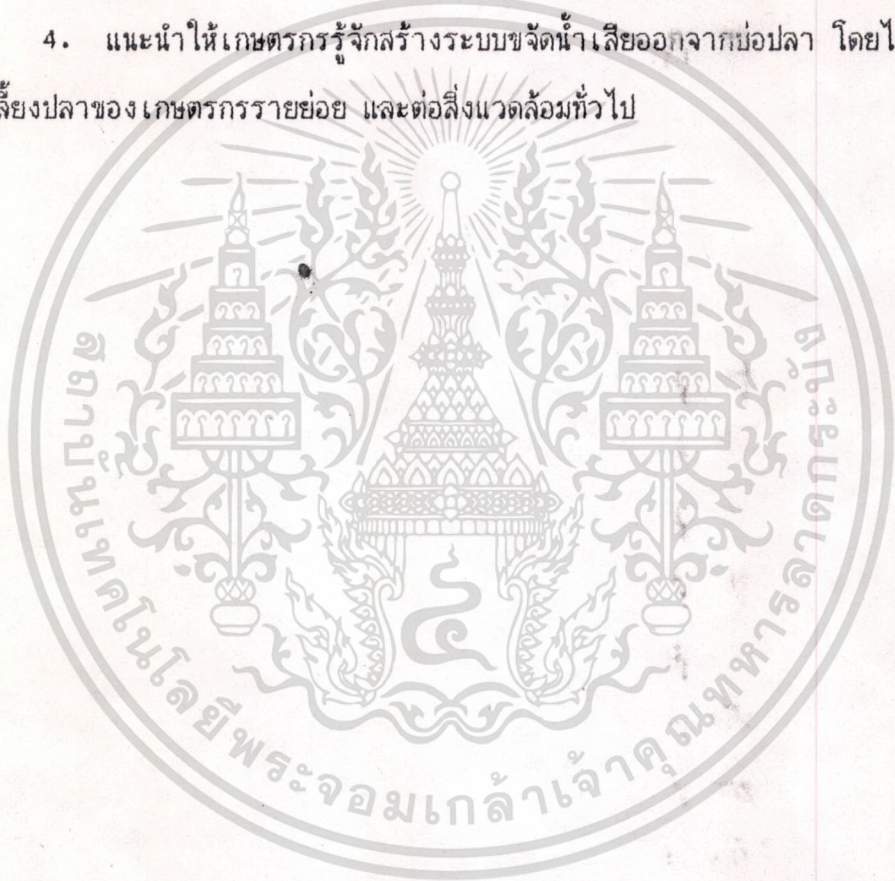 4. แนะนำให้เกษตรกรรู้จักสร้างระบบขจัดน้ำเสียออกจากบ่อปลา โดยไ
ลี้ยงปลาของเกษตรกรรายย่อย และต่อสิ่งแวดล้อมทั่วไป
สถาบันเทคโนโลยีพระจอมเกล้าเจ้าคุณทหารลาดกระบัง